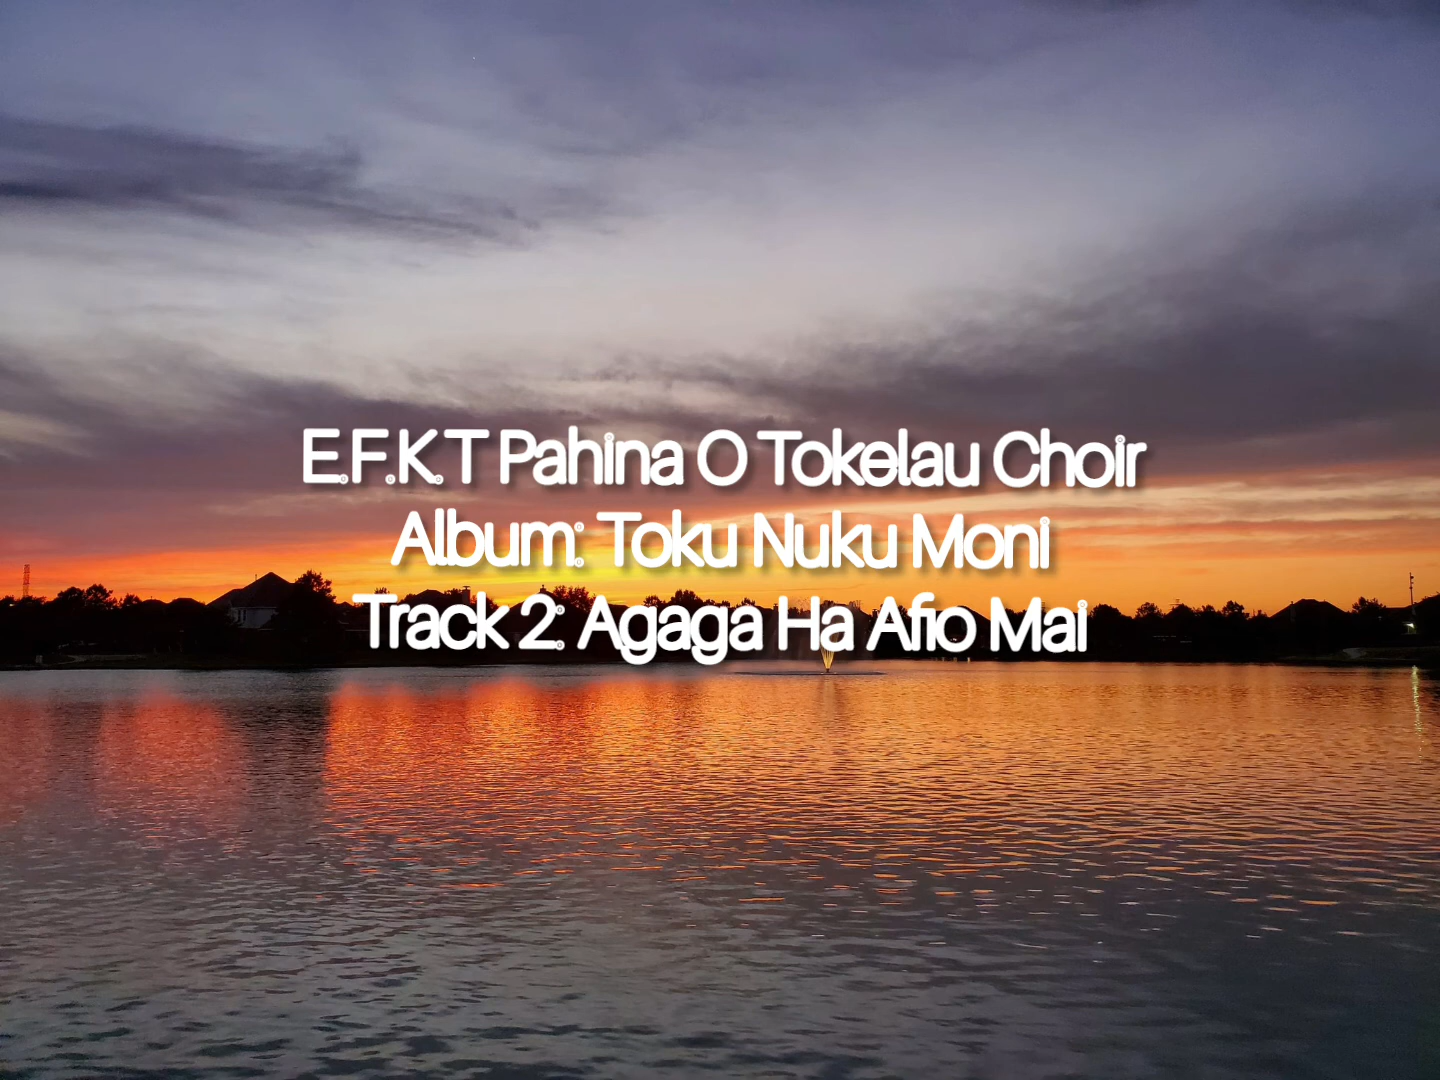 E.F.K.T Pahina O Tokelau Choir
Album: Toku Nuku Moni
Track 2: Agaga Ha Afio Mai